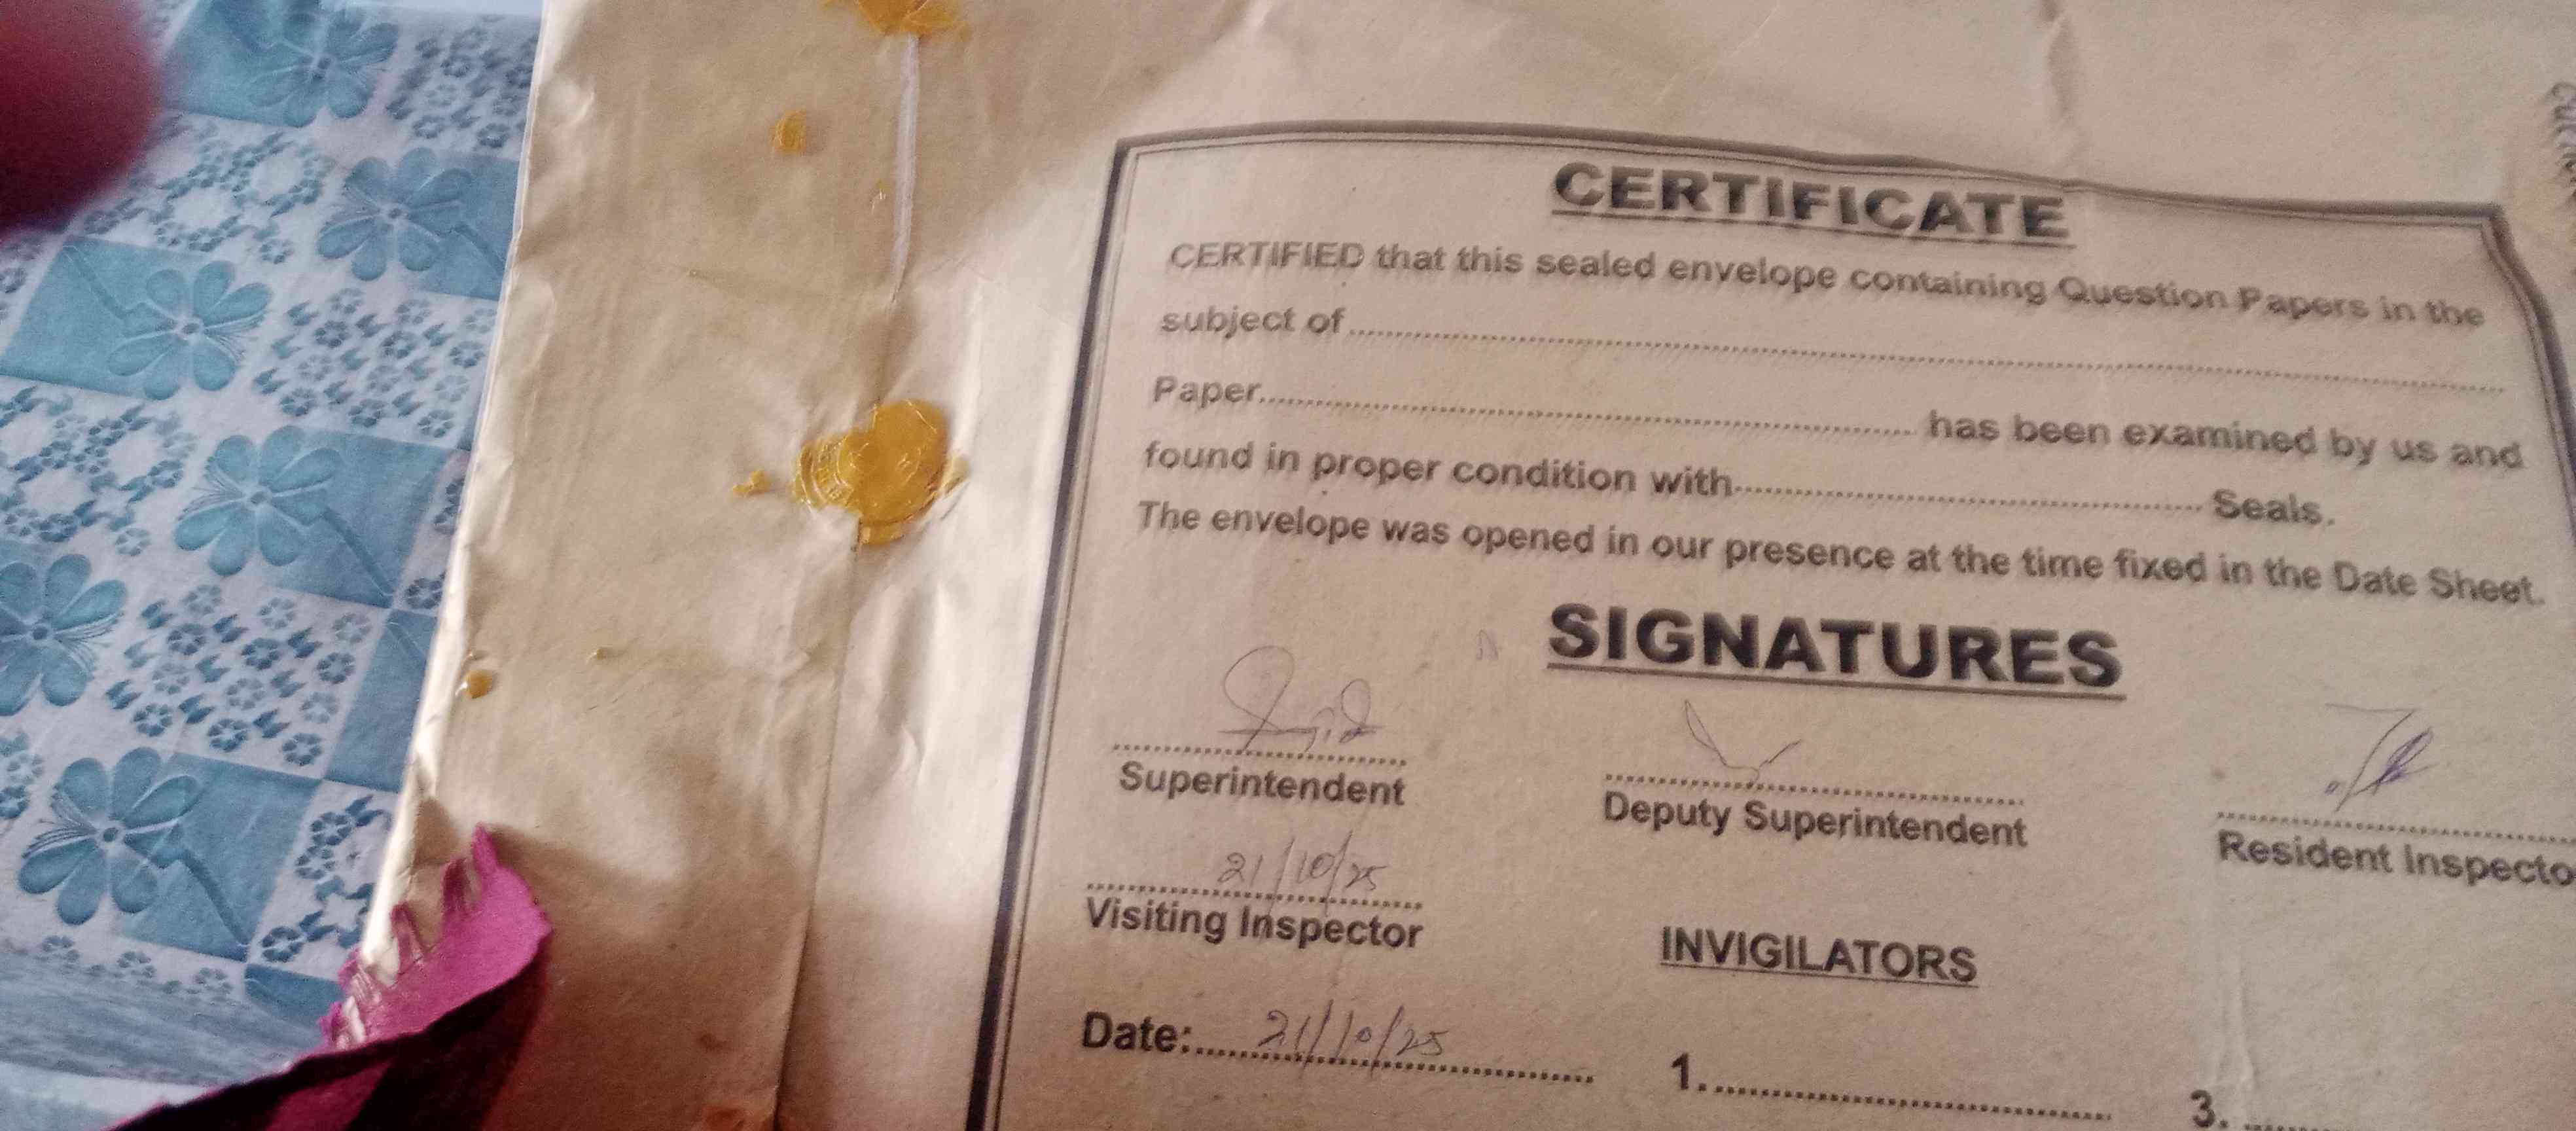 CERTIFICATE
CERTIFIED that this sealed envelope containing Question Papers in the
subject of
Paper has been examined by us and
found in proper condition with Seals.
The envelope was opened in our presence at the time fixed in the Date Sheet.
SIGNATURES
Superintendent Deputy Superintendent Resident Inspecto
21/10/25
Visiting Inspector
INVIGILATORS
Date: 21/10/25
1.
3.